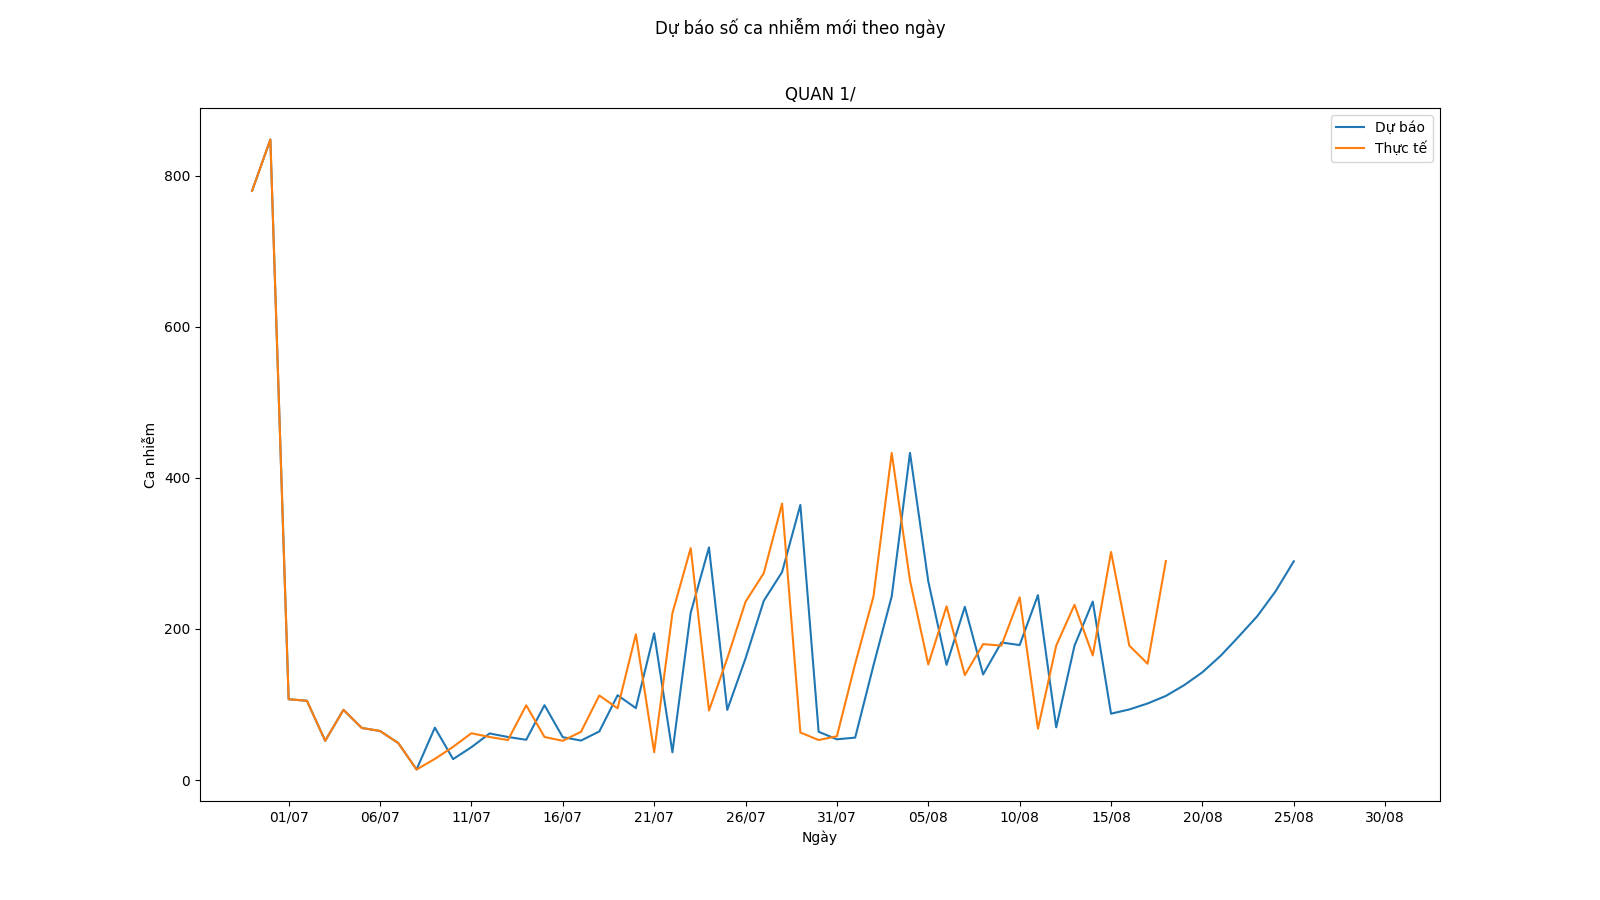 Dự báo số ca nhiễm mới theo ngày
QUAN 1/
Dự báo
Thực tế
Ca nhiễm
800
600
400
200
0
01/07 06/07 11/07 16/07 21/07 26/07 31/07 05/08 10/08 15/08 20/08 25/08 30/08
Ngày